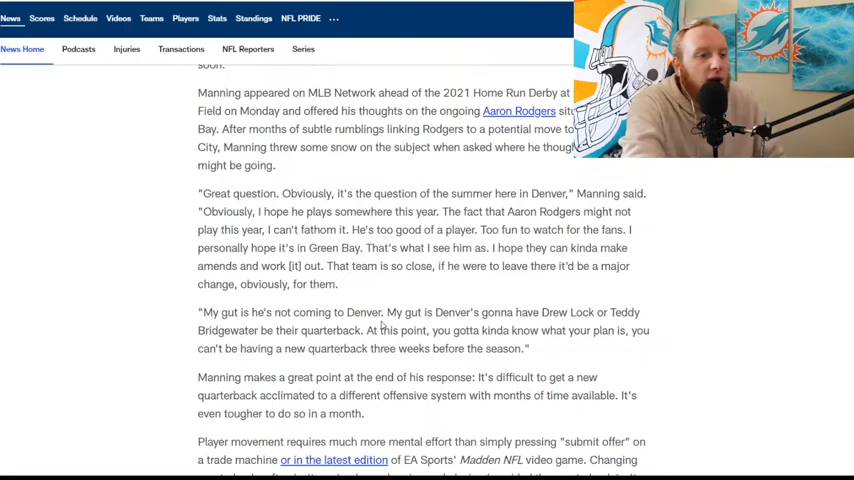 News Scores Schedule Videos Teams Players Stats Standings NFL PRIDE ...
News Home Podcasts Injuries Transactions NFL Reporters Series
soon.
Manning appeared on MLB Network ahead of the 2021 Home Run Derby at
Field on Monday and offered his thoughts on the ongoing Aaron Rodgers situ
Bay. After months of subtle rumblings linking Rodgers to a potential move to
City, Manning threw some snow on the subject when asked where he thoug
might be going.
"Great question. Obviously, it's the question of the summer here in Denver," Manning said.
"Obviously, I hope he plays somewhere this year. The fact that Aaron Rodgers might not
play this year, I can't fathom it. He's too good of a player. Too fun to watch for the fans. I
personally hope it's in Green Bay. That's what I see him as. I hope they can kinda make
amends and work [it] out. That team is so close, if he were to leave there it'd be a major
change, obviously, for them.
"My gut is he's not coming to Denver. My gut is Denver's gonna have Drew Lock or Teddy
Bridgewater be their quarterback. At this point, you gotta kinda know what your plan is, you
can't be having a new quarterback three weeks before the season."
Manning makes a great point at the end of his response: It's difficult to get a new
quarterback acclimated to a different offensive system with months of time available. It's
even tougher to do so in a month.
Player movement requires much more mental effort than simply pressing "submit offer" on
a trade machine or in the latest edition of EA Sports' Madden NFL video game. Changing